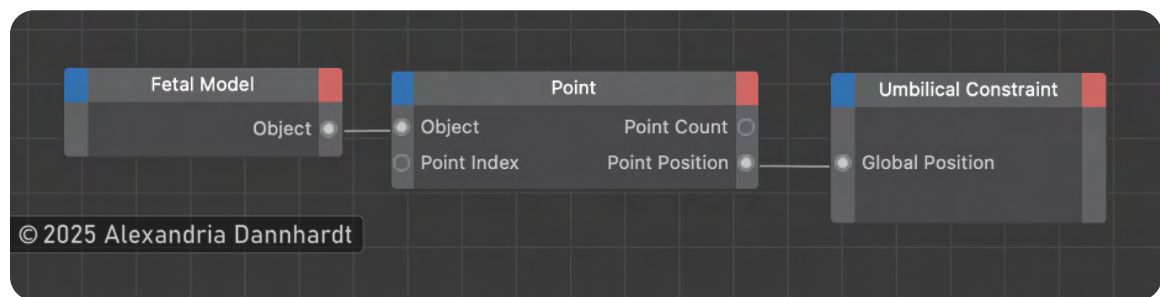 Fetal Model
Object
Point
Object
Point Count
Point Index
Point Position
Umbilical Constraint
Global Position
© 2025 Alexandria Dannhardt